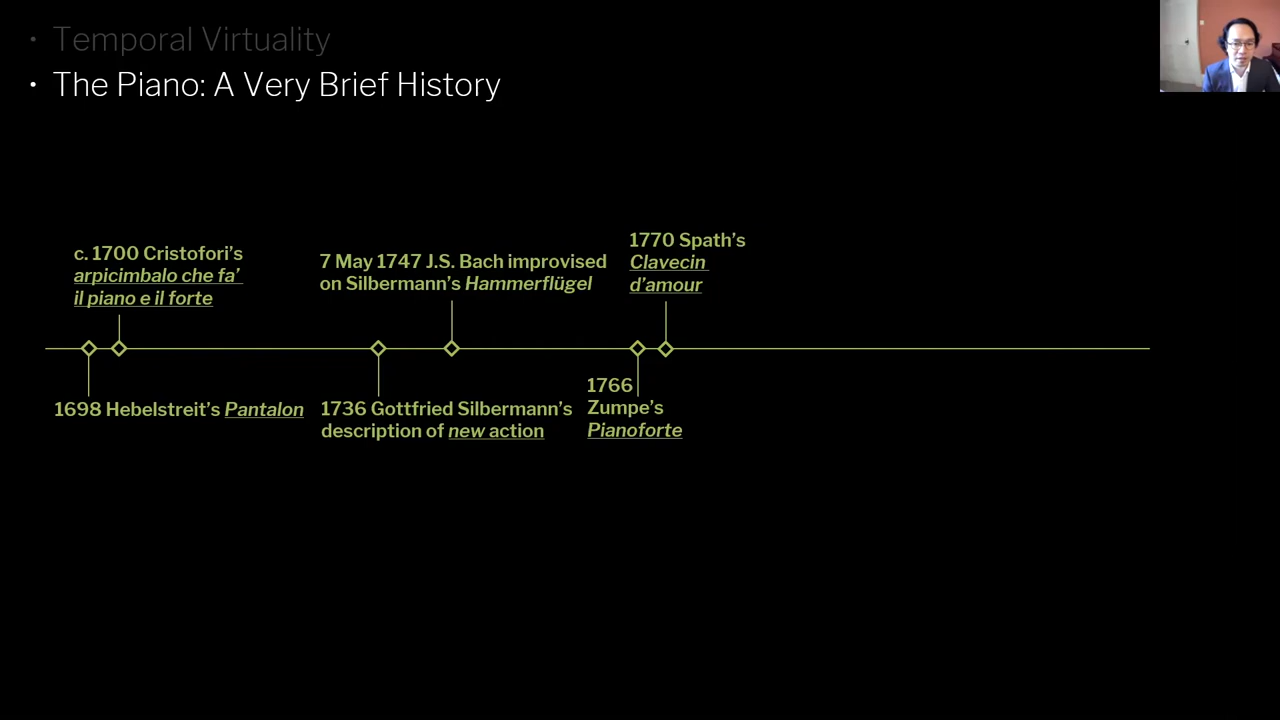 • Temporal Virtuality
• The Piano: A Very Brief History
c. 1700 Cristofori’s
arpicimbalo che fa’
il piano e il forte
7 May 1747 J.S. Bach improvised
on Silbermann’s Hammerflügel
1770 Spath’s
Clavecin
d’amour
1698 Hebelstreit’s Pantalon
1736 Gottfried Silbermann’s
description of new action
1766
Zumpe’s
Pianoforte